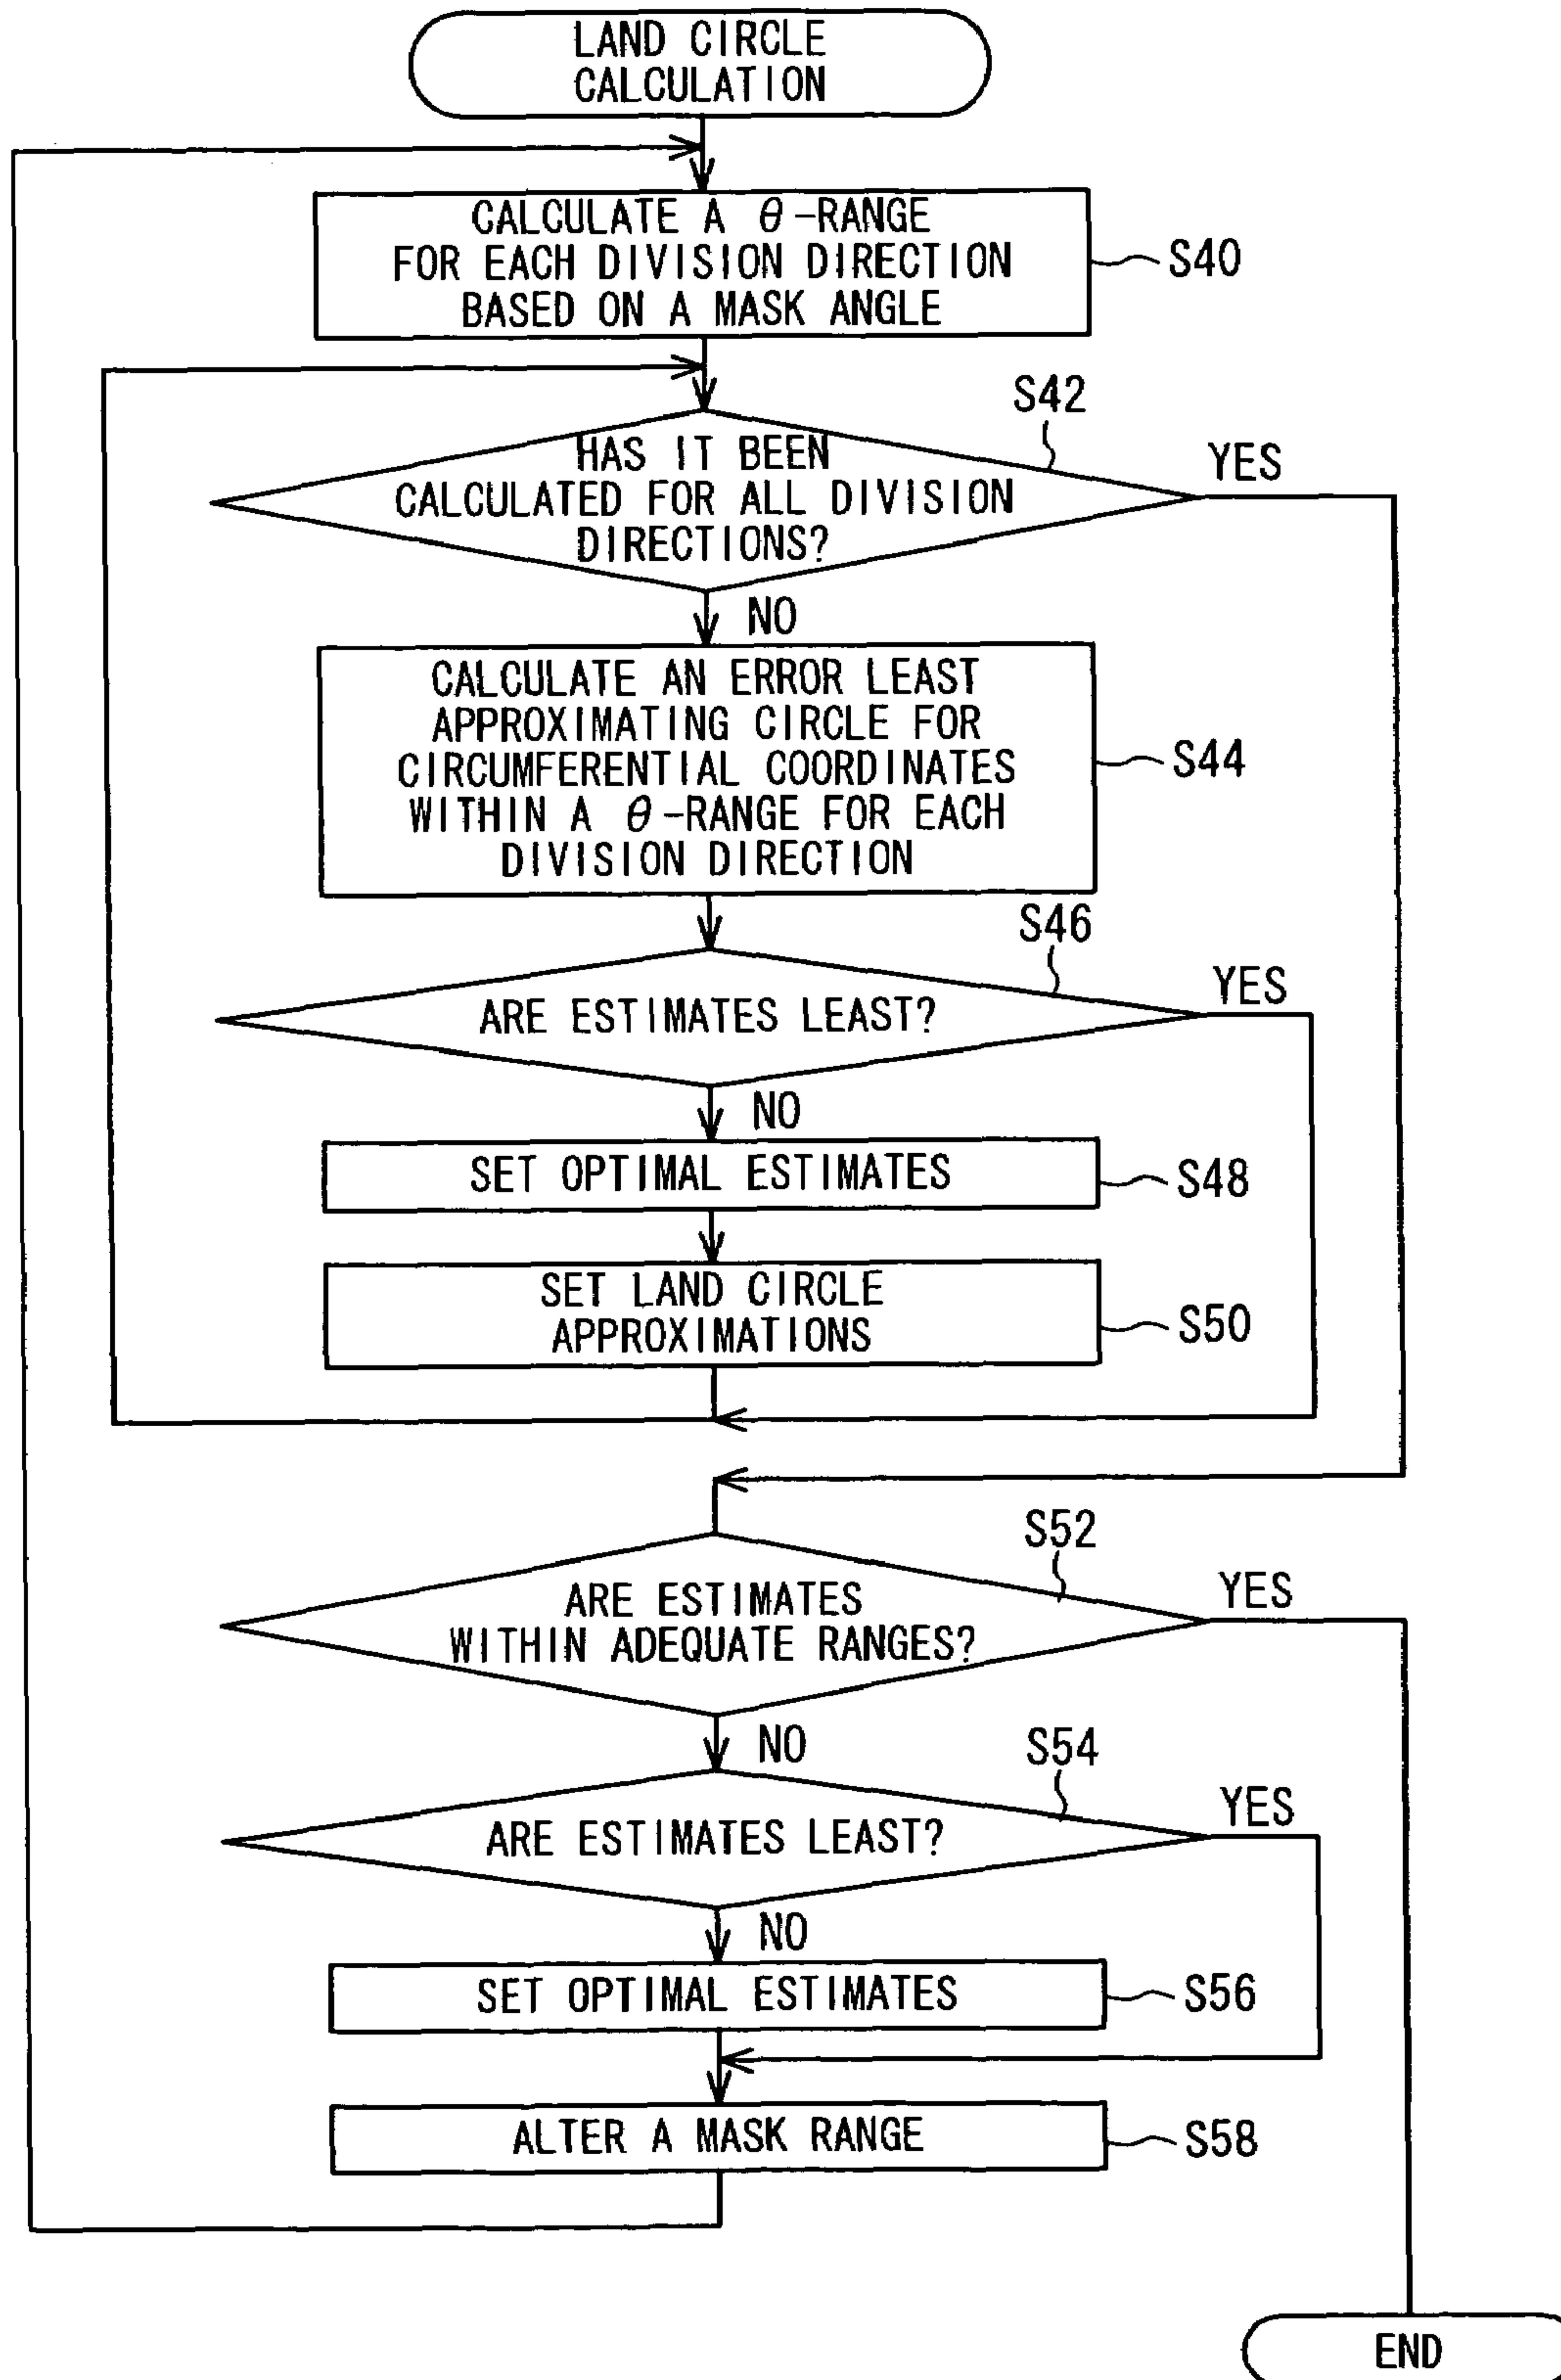 LAND CIRCLE
CALCULATION
CALCULATE A θ-RANGE
FOR EACH DIVISION DIRECTION
BASED ON A MASK ANGLE
S40
S42
HAS IT BEEN
CALCULATED FOR ALL DIVISION
DIRECTIONS?
YES
NO
CALCULATE AN ERROR LEAST
APPROXIMATING CIRCLE FOR
CIRCUMFERENTIAL COORDINATES
WITHIN A θ-RANGE FOR EACH
DIVISION DIRECTION
S44
S46
ARE ESTIMATES LEAST?
YES
NO
SET OPTIMAL ESTIMATES
S48
SET LAND CIRCLE
APPROXIMATIONS
S50
S52
ARE ESTIMATES
WITHIN ADEQUATE RANGES?
YES
NO
S54
ARE ESTIMATES LEAST?
YES
NO
SET OPTIMAL ESTIMATES
S56
ALTER A MASK RANGE
S58
END